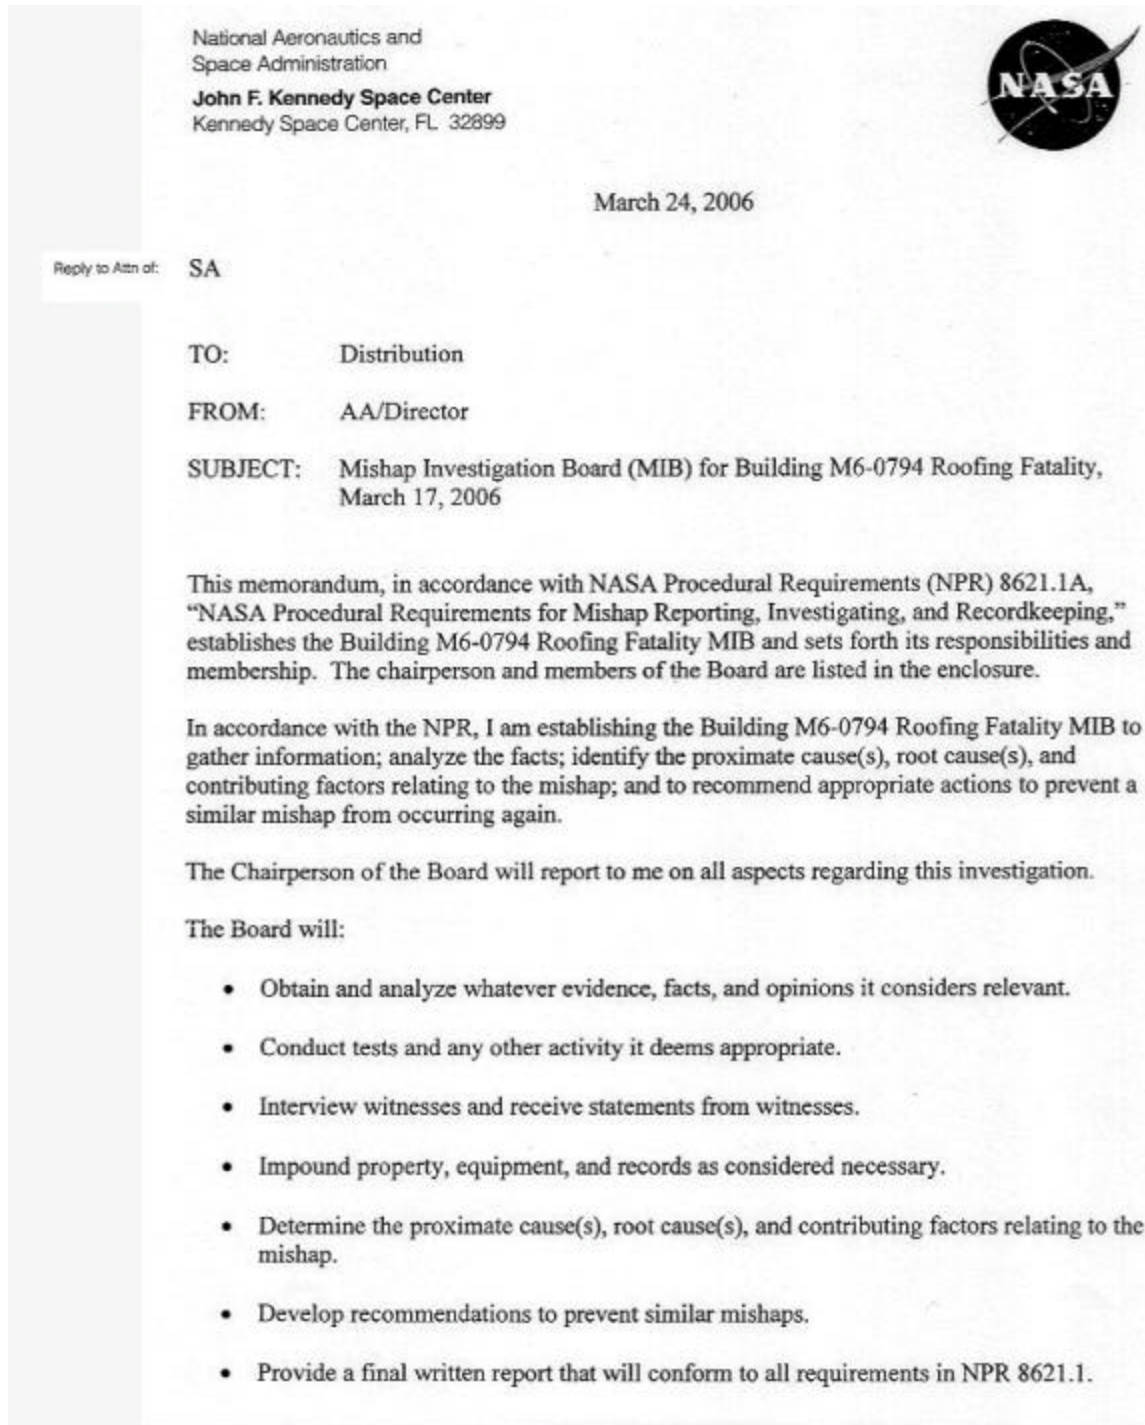 National Aeronautics and
Space Administration
John F. Kennedy Space Center
Kennedy Space Center, FL 32899
NASA
March 24, 2006
Reply to Attn of: SA
TO: Distribution
FROM: AA/Director
SUBJECT: Mishap Investigation Board (MIB) for Building M6-0794 Roofing Fatality,
March 17, 2006
This memorandum, in accordance with NASA Procedural Requirements (NPR) 8621.1A,
“NASA Procedural Requirements for Mishap Reporting, Investigating, and Recordkeeping,”
establishes the Building M6-0794 Roofing Fatality MIB and sets forth its responsibilities and
membership. The chairperson and members of the Board are listed in the enclosure.
In accordance with the NPR, I am establishing the Building M6-0794 Roofing Fatality MIB to
gather information; analyze the facts; identify the proximate cause(s), root cause(s), and
contributing factors relating to the mishap; and to recommend appropriate actions to prevent a
similar mishap from occurring again.
The Chairperson of the Board will report to me on all aspects regarding this investigation.
The Board will:
• Obtain and analyze whatever evidence, facts, and opinions it considers relevant.
• Conduct tests and any other activity it deems appropriate.
• Interview witnesses and receive statements from witnesses.
• Impound property, equipment, and records as considered necessary.
• Determine the proximate cause(s), root cause(s), and contributing factors relating to the
mishap.
• Develop recommendations to prevent similar mishaps.
• Provide a final written report that will conform to all requirements in NPR 8621.1.